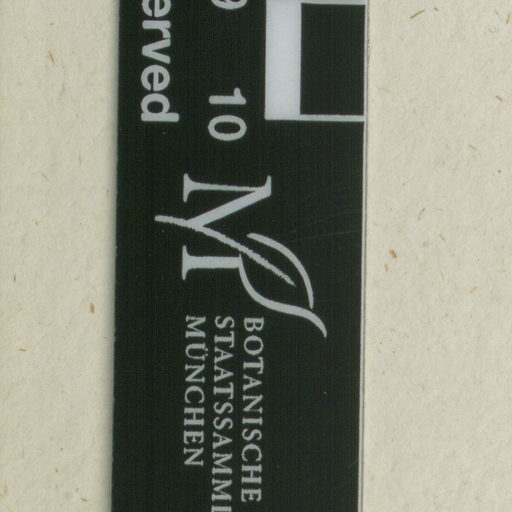 erved
10
BOTANISCHE
STAATSSAMM
MÜNCHEN